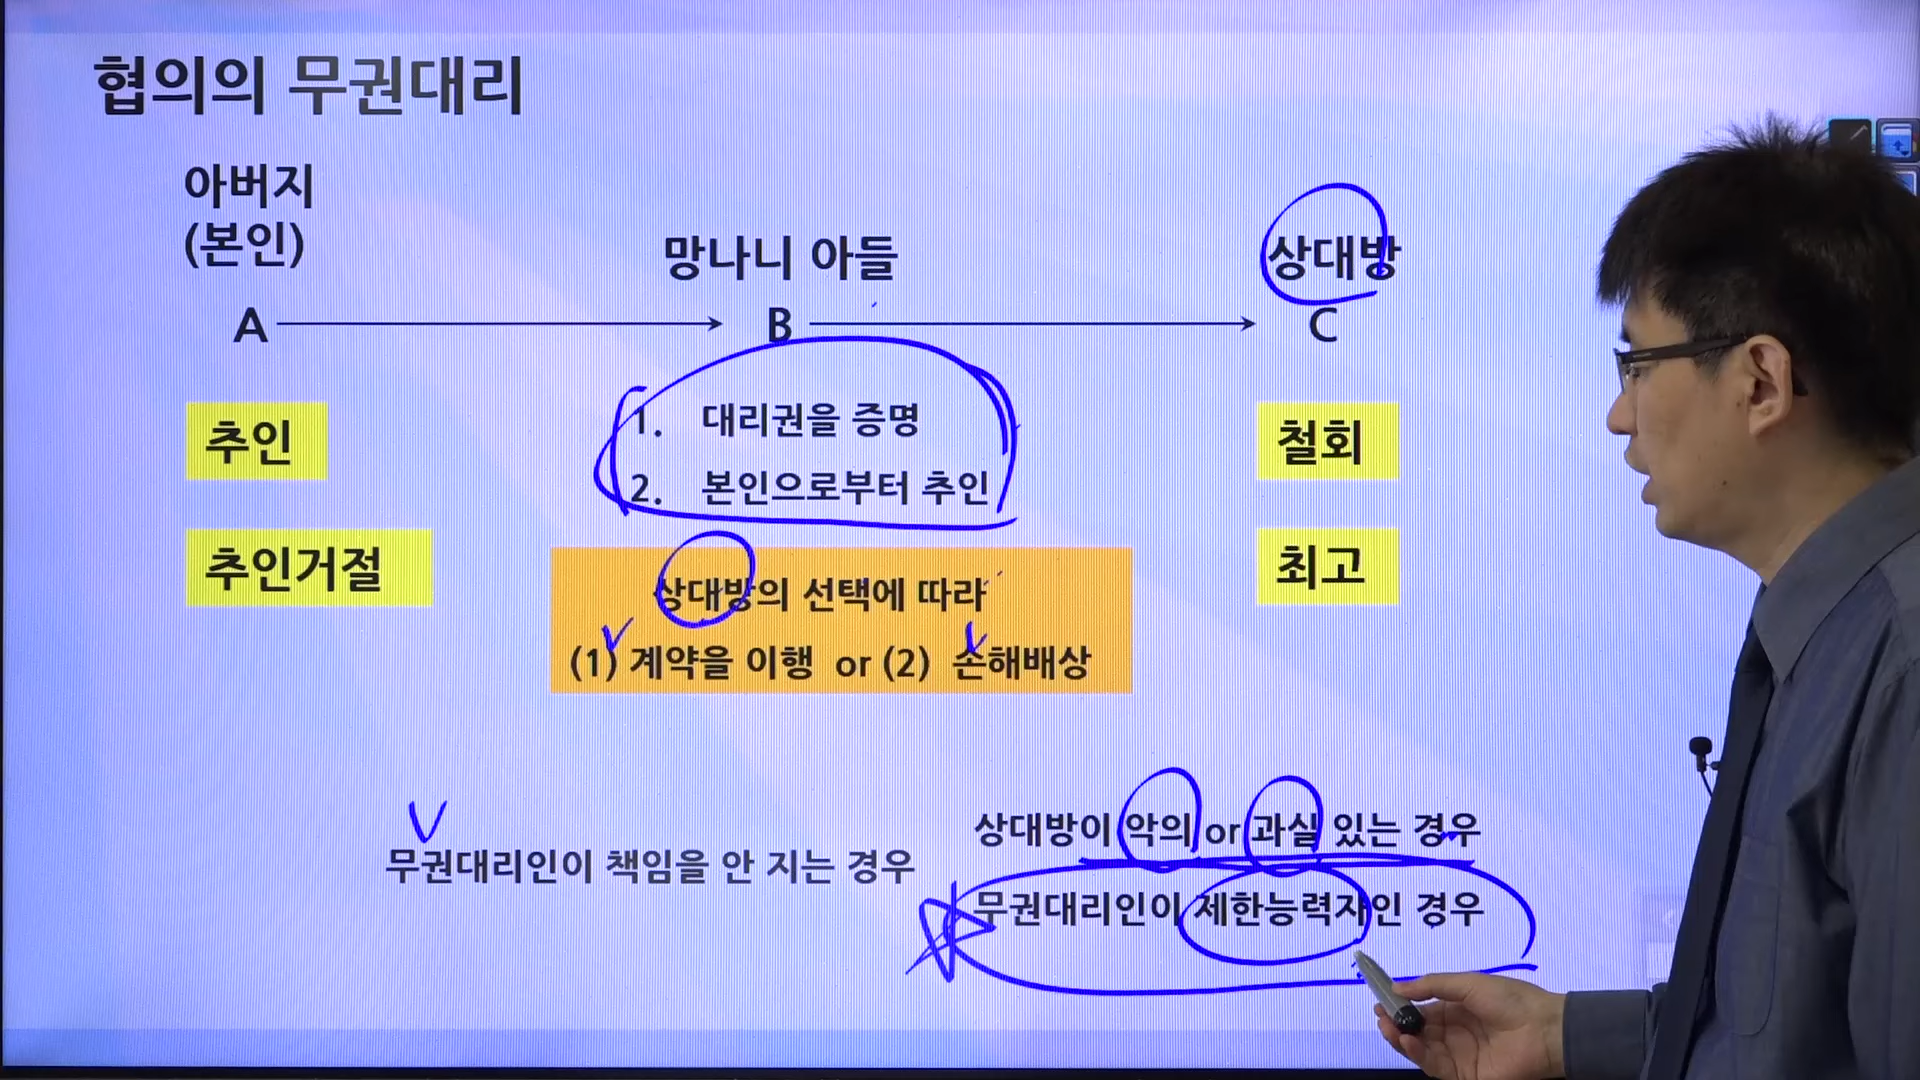 협의의 무권대리
아버지
(본인)
망나니 아들
상대방
A
B
C
추인
1. 대리권을 증명
철회
2. 본인으로부터 추인
추인거절
최고
상대방의 선택에 따라
(1) 계약을 이행 or (2) 손해배상
상대방이 악의 or 과실 있는 경우
무권대리인이 책임을 안 지는 경우
무권대리인이 제한능력자인 경우